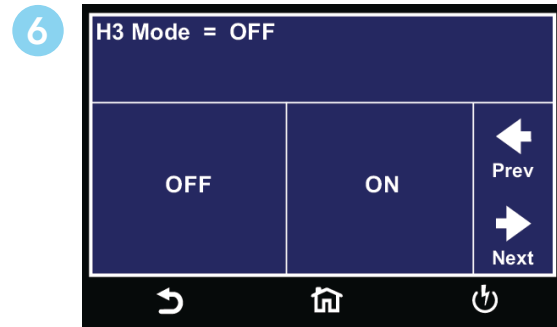 6
H3 Mode = OFF
OFF
ON
Prev
Next